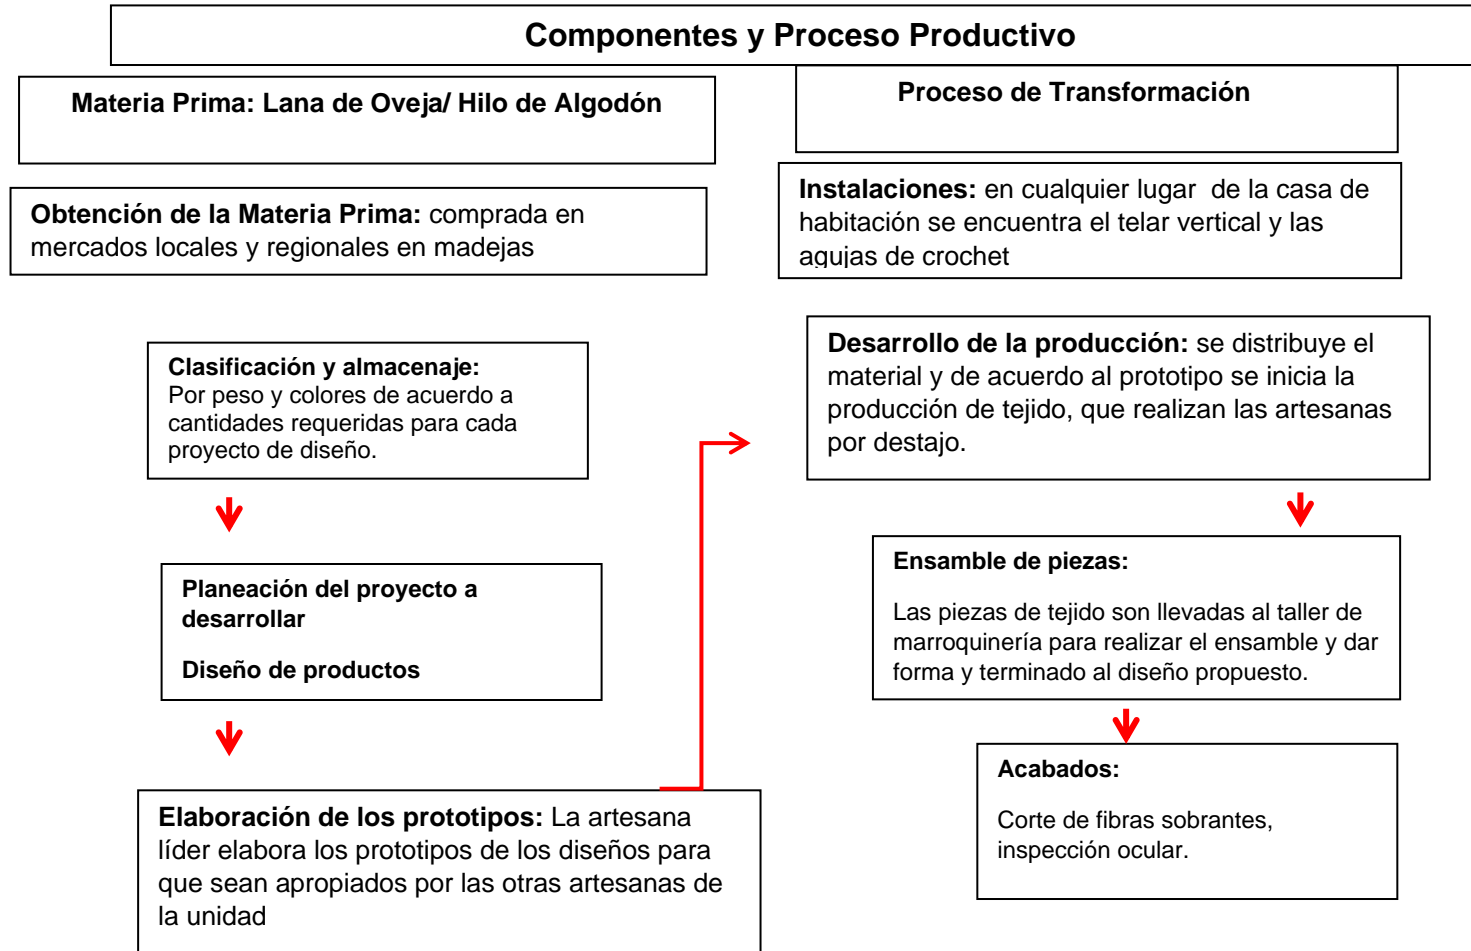 Componentes y Proceso Productivo
Materia Prima: Lana de Oveja/ Hilo de Algodón
Obtención de la Materia Prima: comprada en
mercados locales y regionales en madejas
Clasificación y almacenaje:
Por peso y colores de acuerdo a
cantidades requeridas para cada
proyecto de diseño.
Planeación del proyecto a
desarrollar
Diseño de productos
Elaboración de los prototipos: La artesana
líder elabora los prototipos de los diseños para
que sean apropiados por las otras artesanas de
la unidad
Proceso de Transformación
Instalaciones: en cualquier lugar  de la casa de
habitación se encuentra el telar vertical y las
agujas de crochet
Desarrollo de la producción: se distribuye el
material y de acuerdo al prototipo se inicia la
producción de tejido, que realizan las artesanas
por destajo.
Ensamble de piezas:
Las piezas de tejido son llevadas al taller de
marroquinería para realizar el ensamble y dar
forma y terminado al diseño propuesto.
Acabados:
Corte de fibras sobrantes,
inspección ocular.